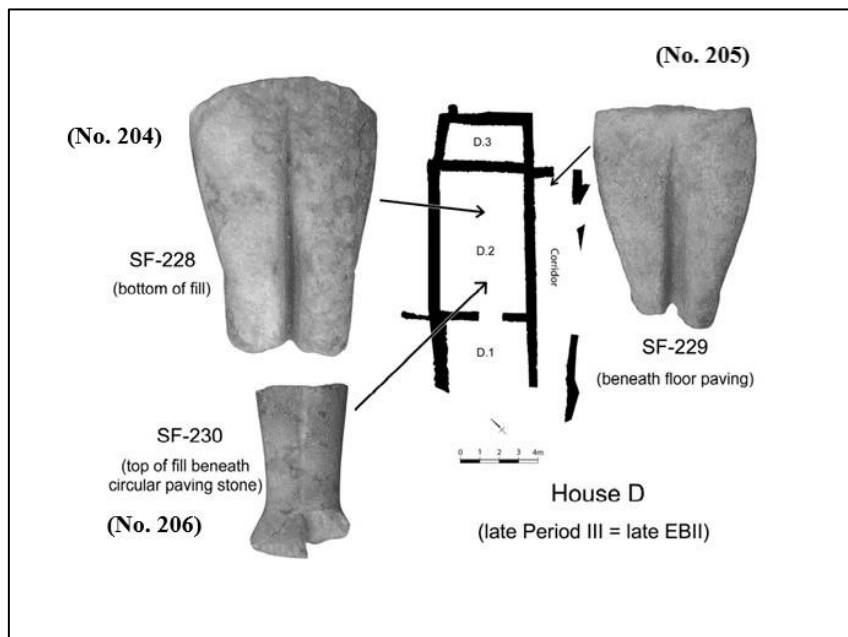 (No. 205)
(No. 204)
D.3
SF-228
(bottom of fill)
D.2
Corridor
SF-229
(beneath floor paving)
D.1
SF-230
(top of fill beneath
circular paving stone)
(No. 206)
0 1 2 3 4m
House D
(late Period III = late EBII)